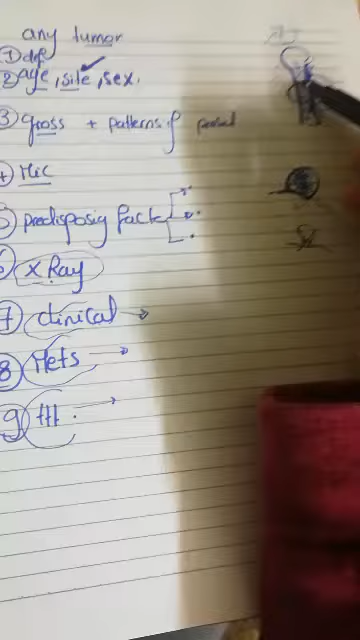 any tumor
① def
② age, site, sex.
③ gross + patterns of
④ Mic
⑤ predisposig fact
⑥ x Ray
⑦ clinical →
⑧ Mets →
⑨ ttt. →